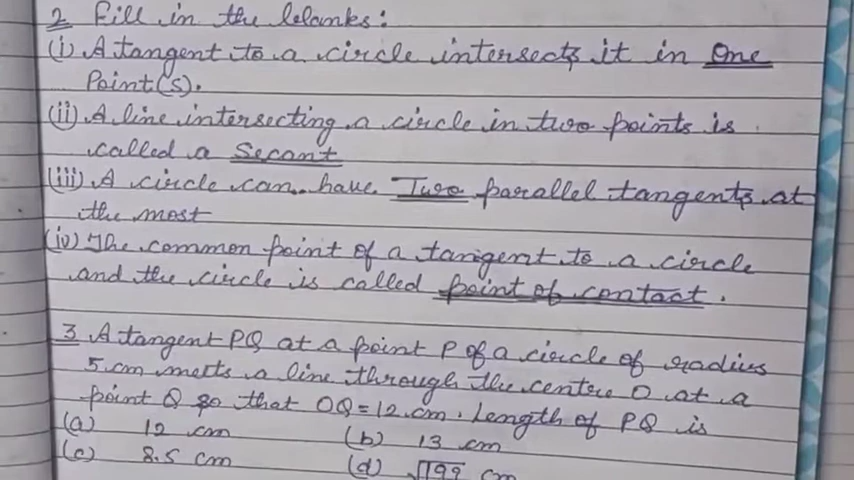 2 Fill in the blanks:
(i) A tangent to a circle intersects it in One
Point(s).
(ii) A line intersecting a circle in two points is
called a Secant
(iii) A circle can have Two parallel tangents at
the most
(iv) The common point of a tangent to a circle
and the circle is called point of contact.
3 A tangent PQ at a point P of a circle of radius
5 cm meets a line through the centre O at a
point Q so that OQ = 12 cm. Length of PQ is
(a) 12 cm (b) 13 cm
(c) 8.5 cm (d) √199 cm